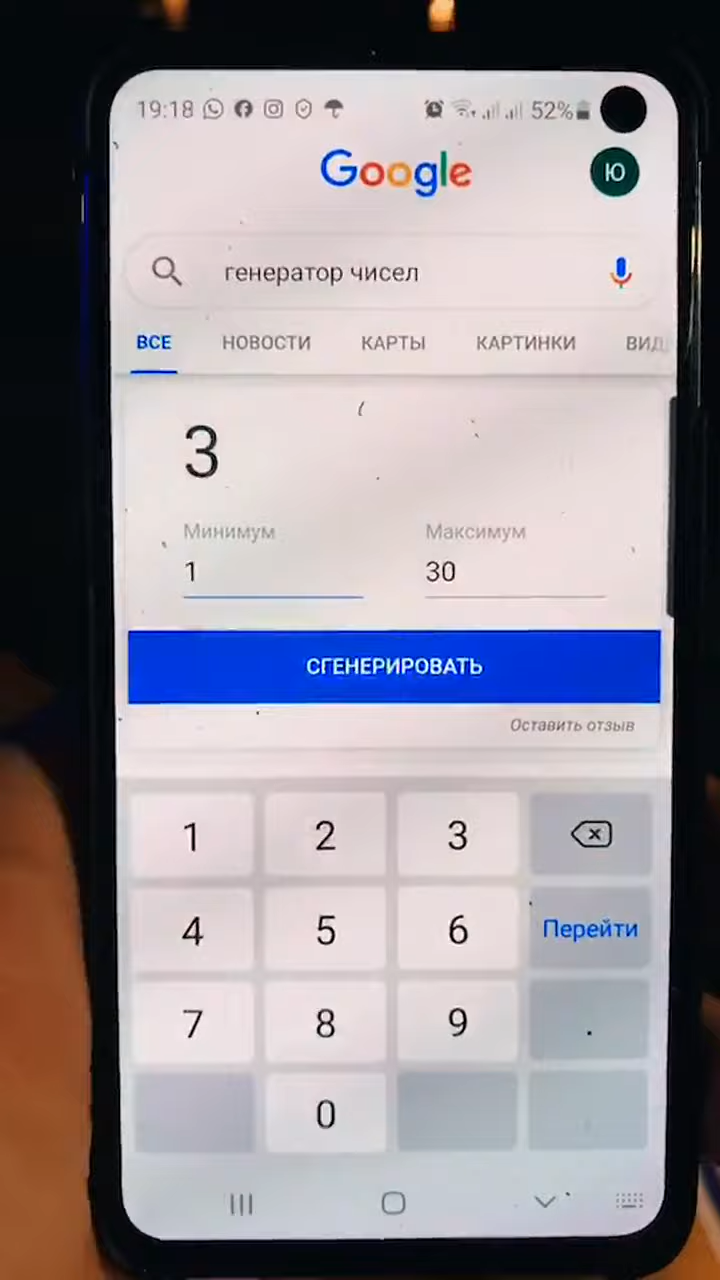 19:18 52%
Google
Ю
генератор чисел
ВСЕ НОВОСТИ КАРТЫ КАРТИНКИ ВИД
3
Минимум Максимум
1 30
СГЕНЕРИРОВАТЬ
Оставить отзыв
1 2 3
4 5 6 Перейти
7 8 9 .
0